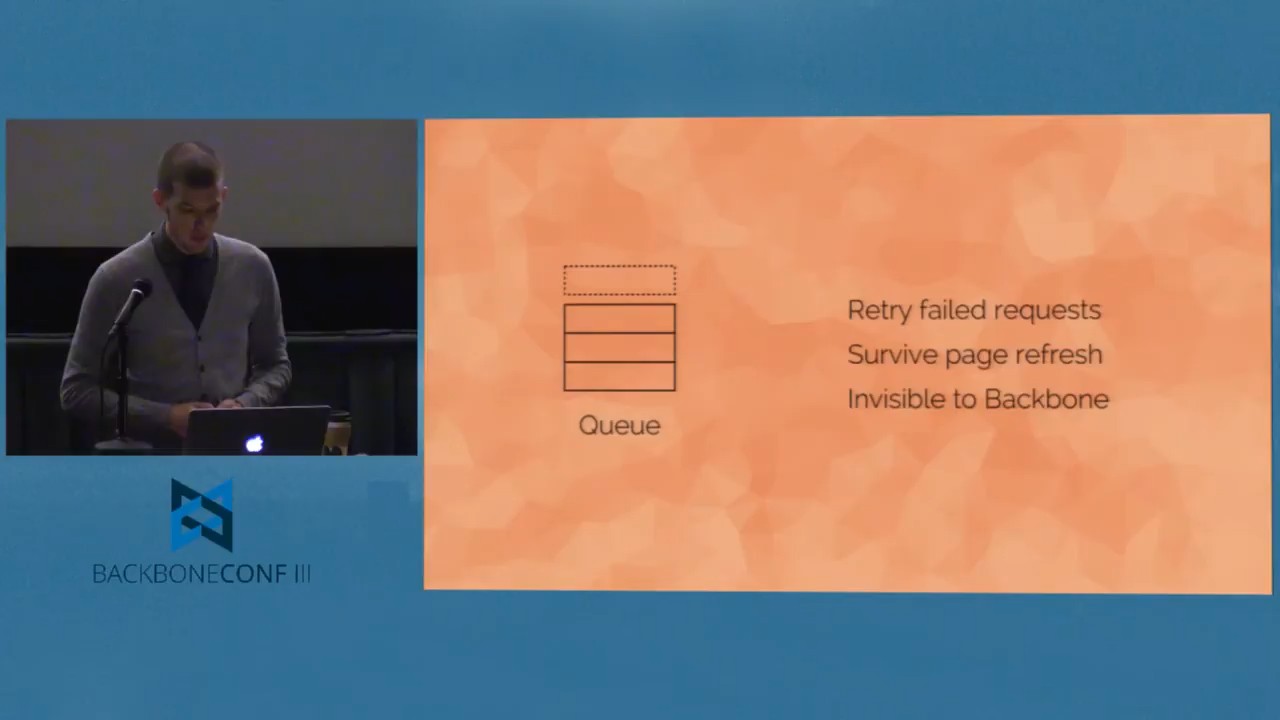 Queue
Retry failed requests
Survive page refresh
Invisible to Backbone
BACKBONECONF III